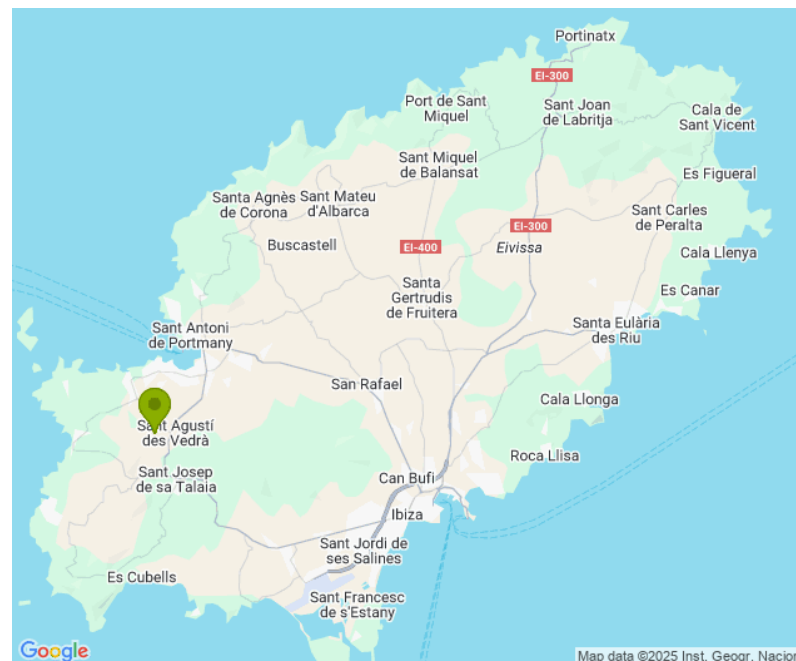 Portinatx
EI-300
Port de Sant
Miquel
Sant Joan
de Labritja
Cala de
Sant Vicent
Sant Miquel
de Balansat
Es Figueral
Santa Agnès
de Corona
Sant Mateu
d'Albarca
Sant Carles
de Peralta
EI-300
Buscastell
EI-400
Eivissa
Cala Llenya
Santa
Gertrudis
de Fruitera
Es Canar
Sant Antoni
de Portmany
Santa Eulària
des Riu
San Rafael
Cala Llonga
Sant Agustí
des Vedrà
Roca Llisa
Sant Josep
de sa Talaia
Can Bufi
Ibiza
Sant Jordi de
ses Salines
Es Cubells
Sant Francesc
de s'Estany
Google
Map data ©2025 Inst. Geogr. Nacion